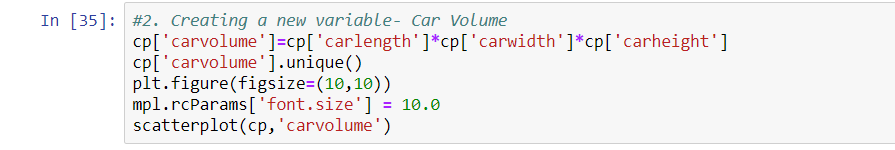 In [35]: #2. Creating a new variable- Car Volume
cp['carvolume']=cp['carlength']*cp['carwidth']*cp['carheight']
cp['carvolume'].unique()
plt.figure(figsize=(10,10))
mpl.rcParams['font.size'] = 10.0
scatterplot(cp,'carvolume')